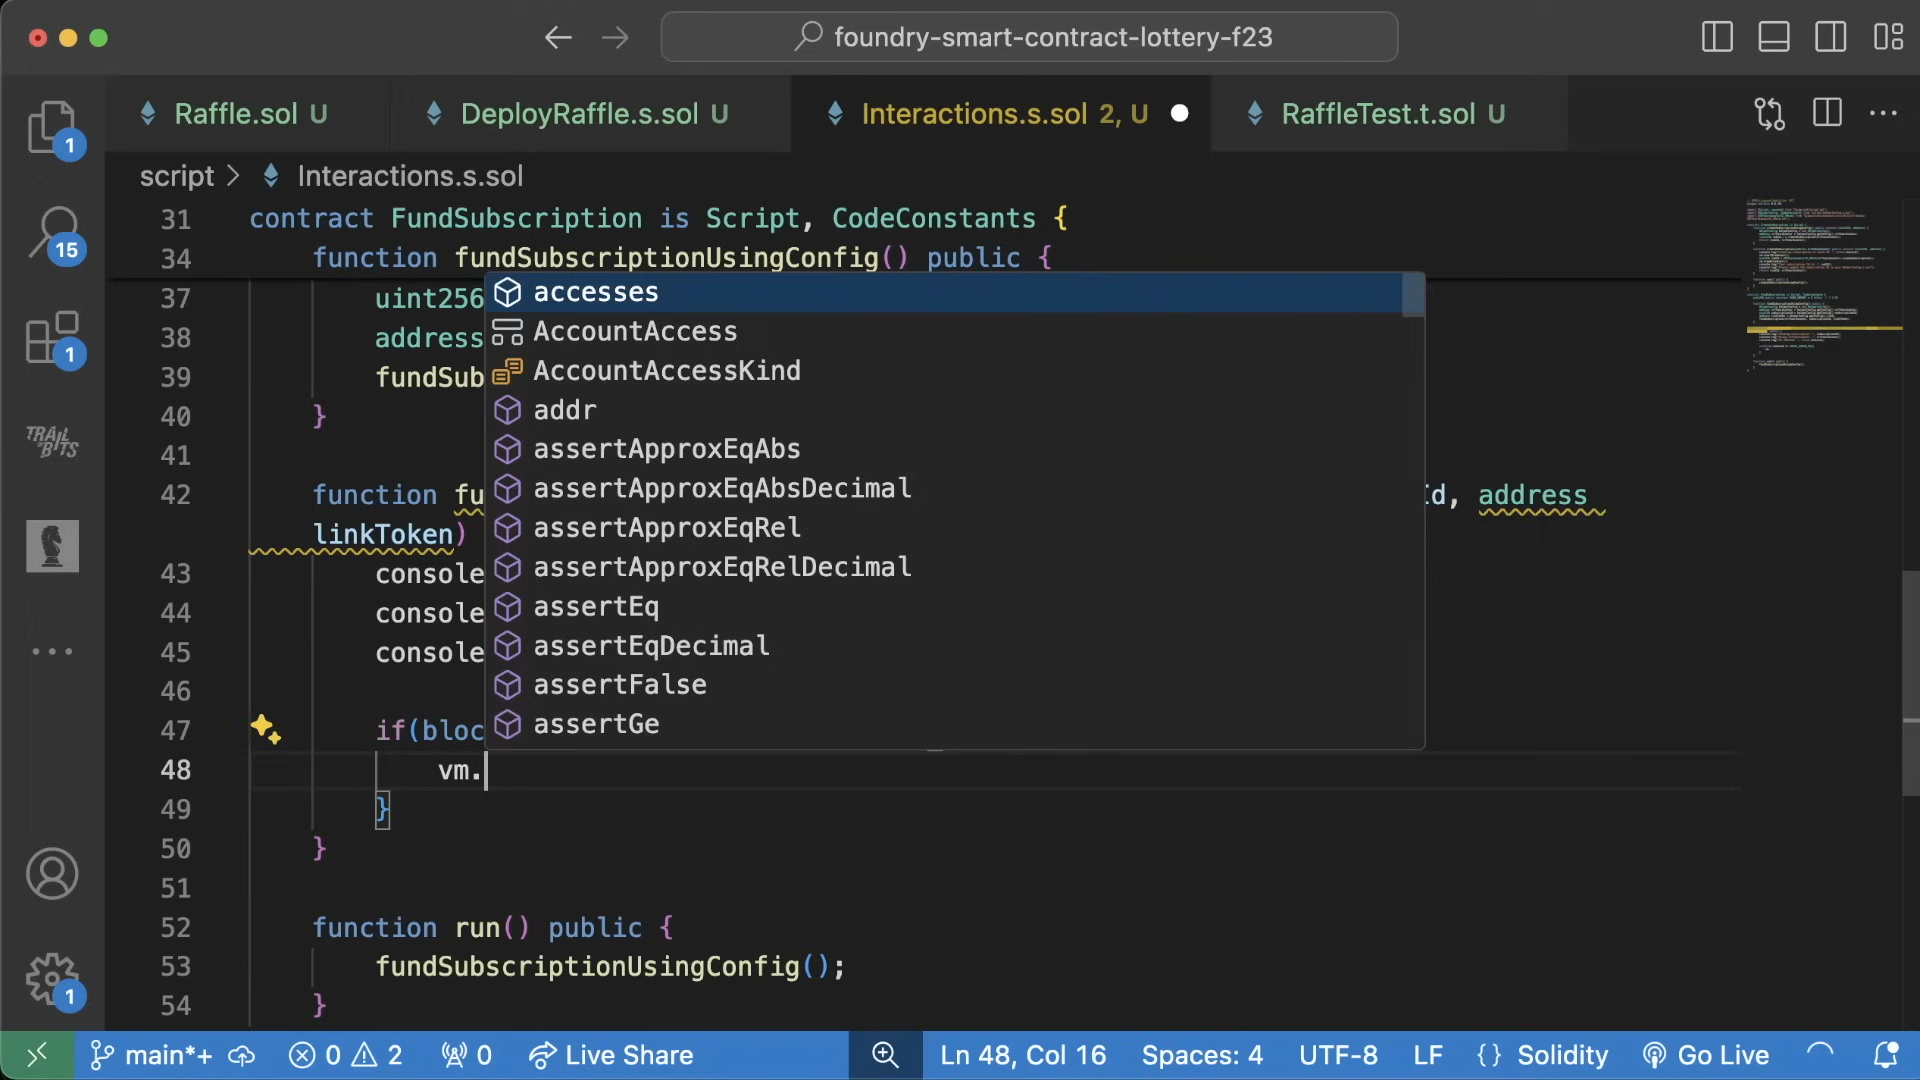 foundry-smart-contract-lottery-f23
Raffle.sol U
DeployRaffle.s.sol U
Interactions.s.sol 2, U
RaffleTest.t.sol U
script > Interactions.s.sol
31 contract FundSubscription is Script, CodeConstants {
34 function fundSubscriptionUsingConfig() public {
37 uint256
38 address
39 fundSub
40 }
41
42 function fu Id, address
linkToken)
43 console
44 console
45 console
46
47 if(bloc
48 vm.
49 }
50 }
51
52 function run() public {
53 fundSubscriptionUsingConfig();
54 }
accesses
AccountAccess
AccountAccessKind
addr
assertApproxEqAbs
assertApproxEqAbsDecimal
assertApproxEqRel
assertApproxEqRelDecimal
assertEq
assertEqDecimal
assertFalse
assertGe
1
15
1
TRAIL OF BITS
1
main*+ 0 2 0 Live Share Ln 48, Col 16 Spaces: 4 UTF-8 LF {} Solidity Go Live